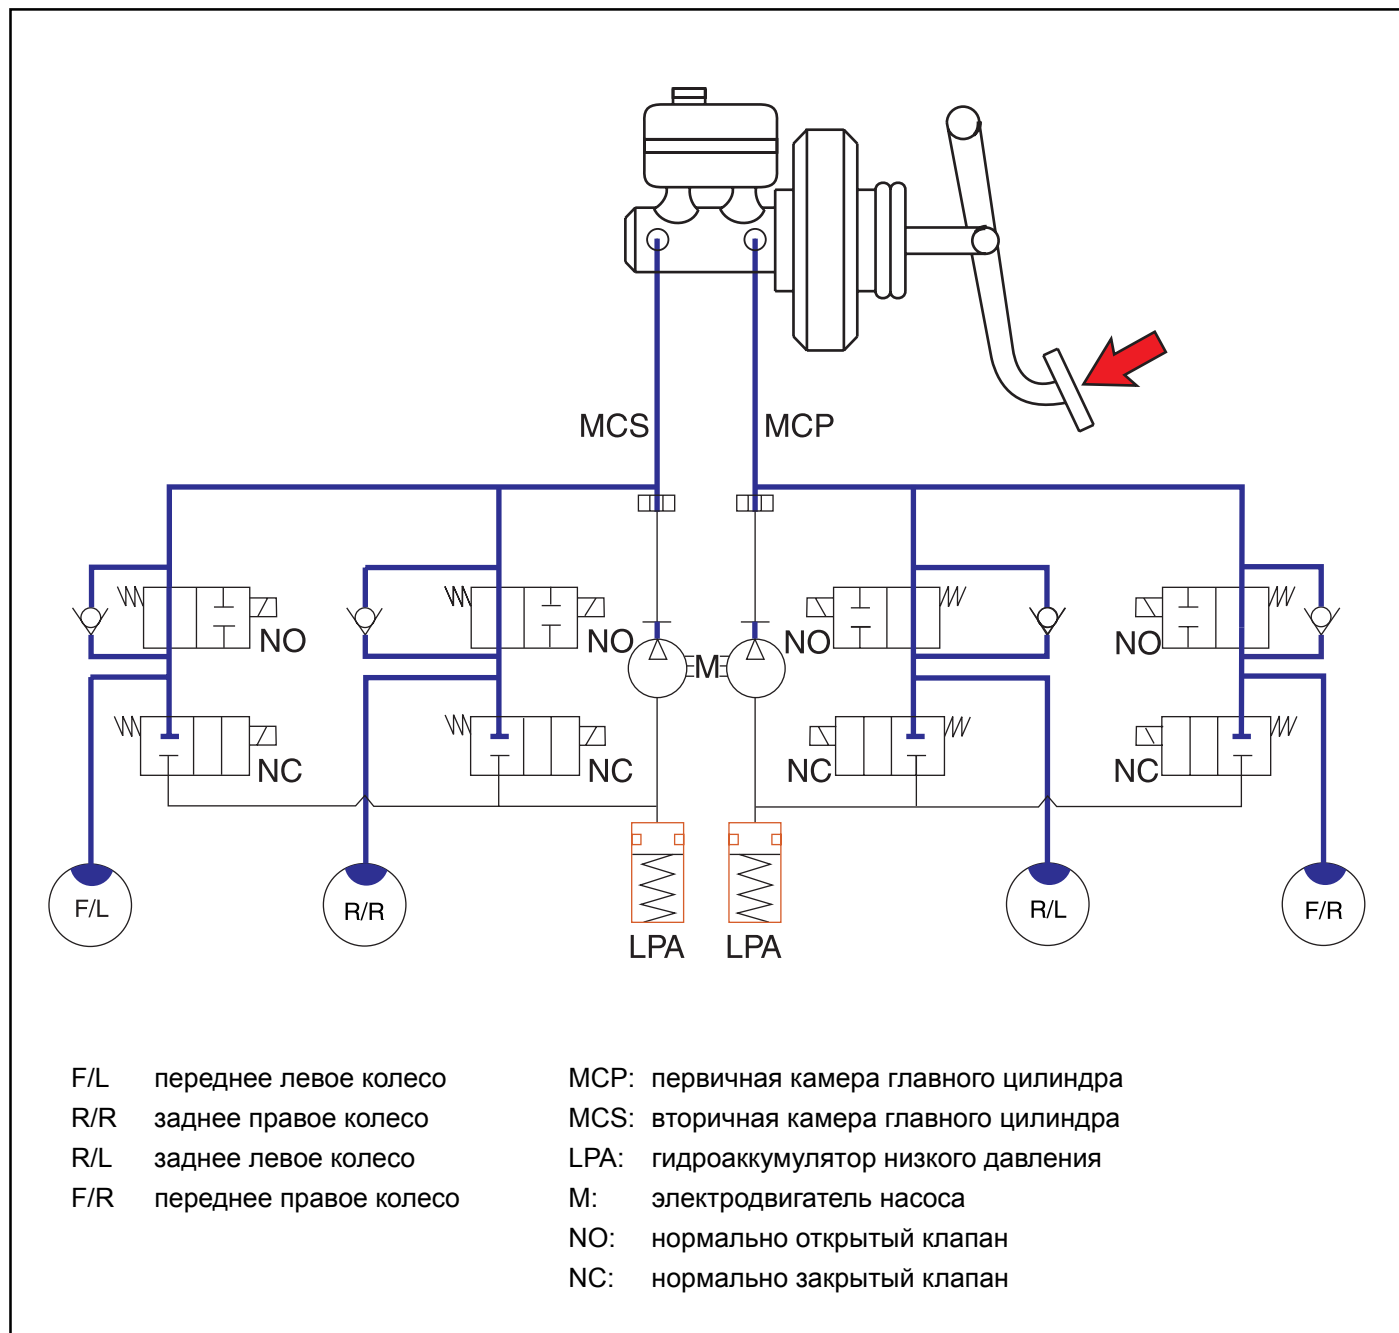 MCS MCP
NO NO M NO NO
NC NC NC NC
F/L R/R R/L F/R
LPA LPA
F/L переднее левое колесо
R/R заднее правое колесо
R/L заднее левое колесо
F/R переднее правое колесо
MCP: первичная камера главного цилиндра
MCS: вторичная камера главного цилиндра
LPA: гидроаккумулятор низкого давления
M: электродвигатель насоса
NO: нормально открытый клапан
NC: нормально закрытый клапан